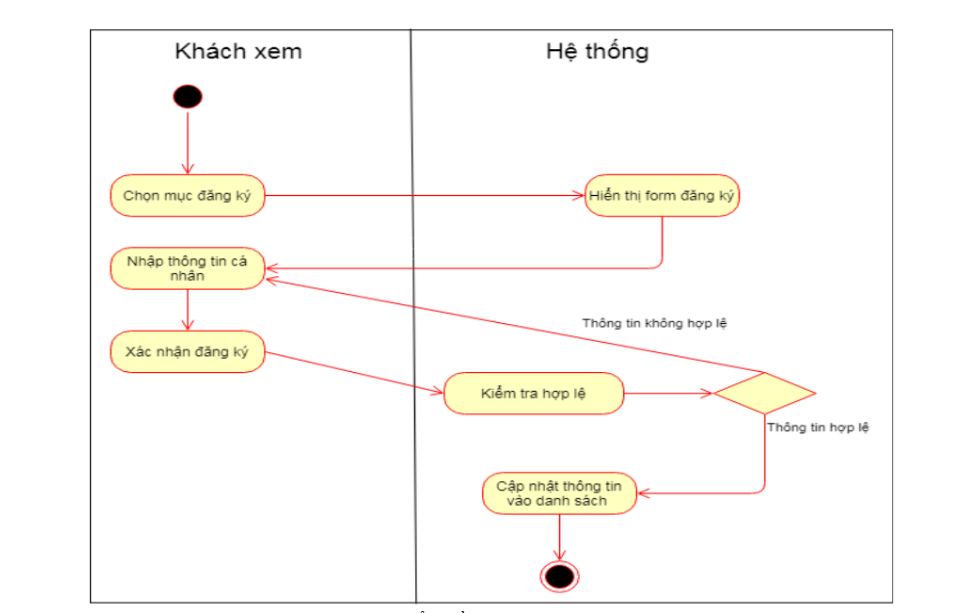 Khách xem
Hệ thống
Chọn mục đăng ký
Hiển thị form đăng ký
Nhập thông tin cá
nhân
Thông tin không hợp lệ
Xác nhận đăng ký
Kiểm tra hợp lệ
Thông tin hợp lệ
Cập nhật thông tin
vào danh sách